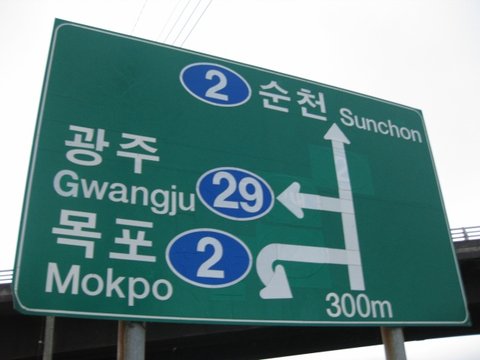 2 순천 Sunchon
광주
Gwangju 29
목포
Mokpo 2
300m